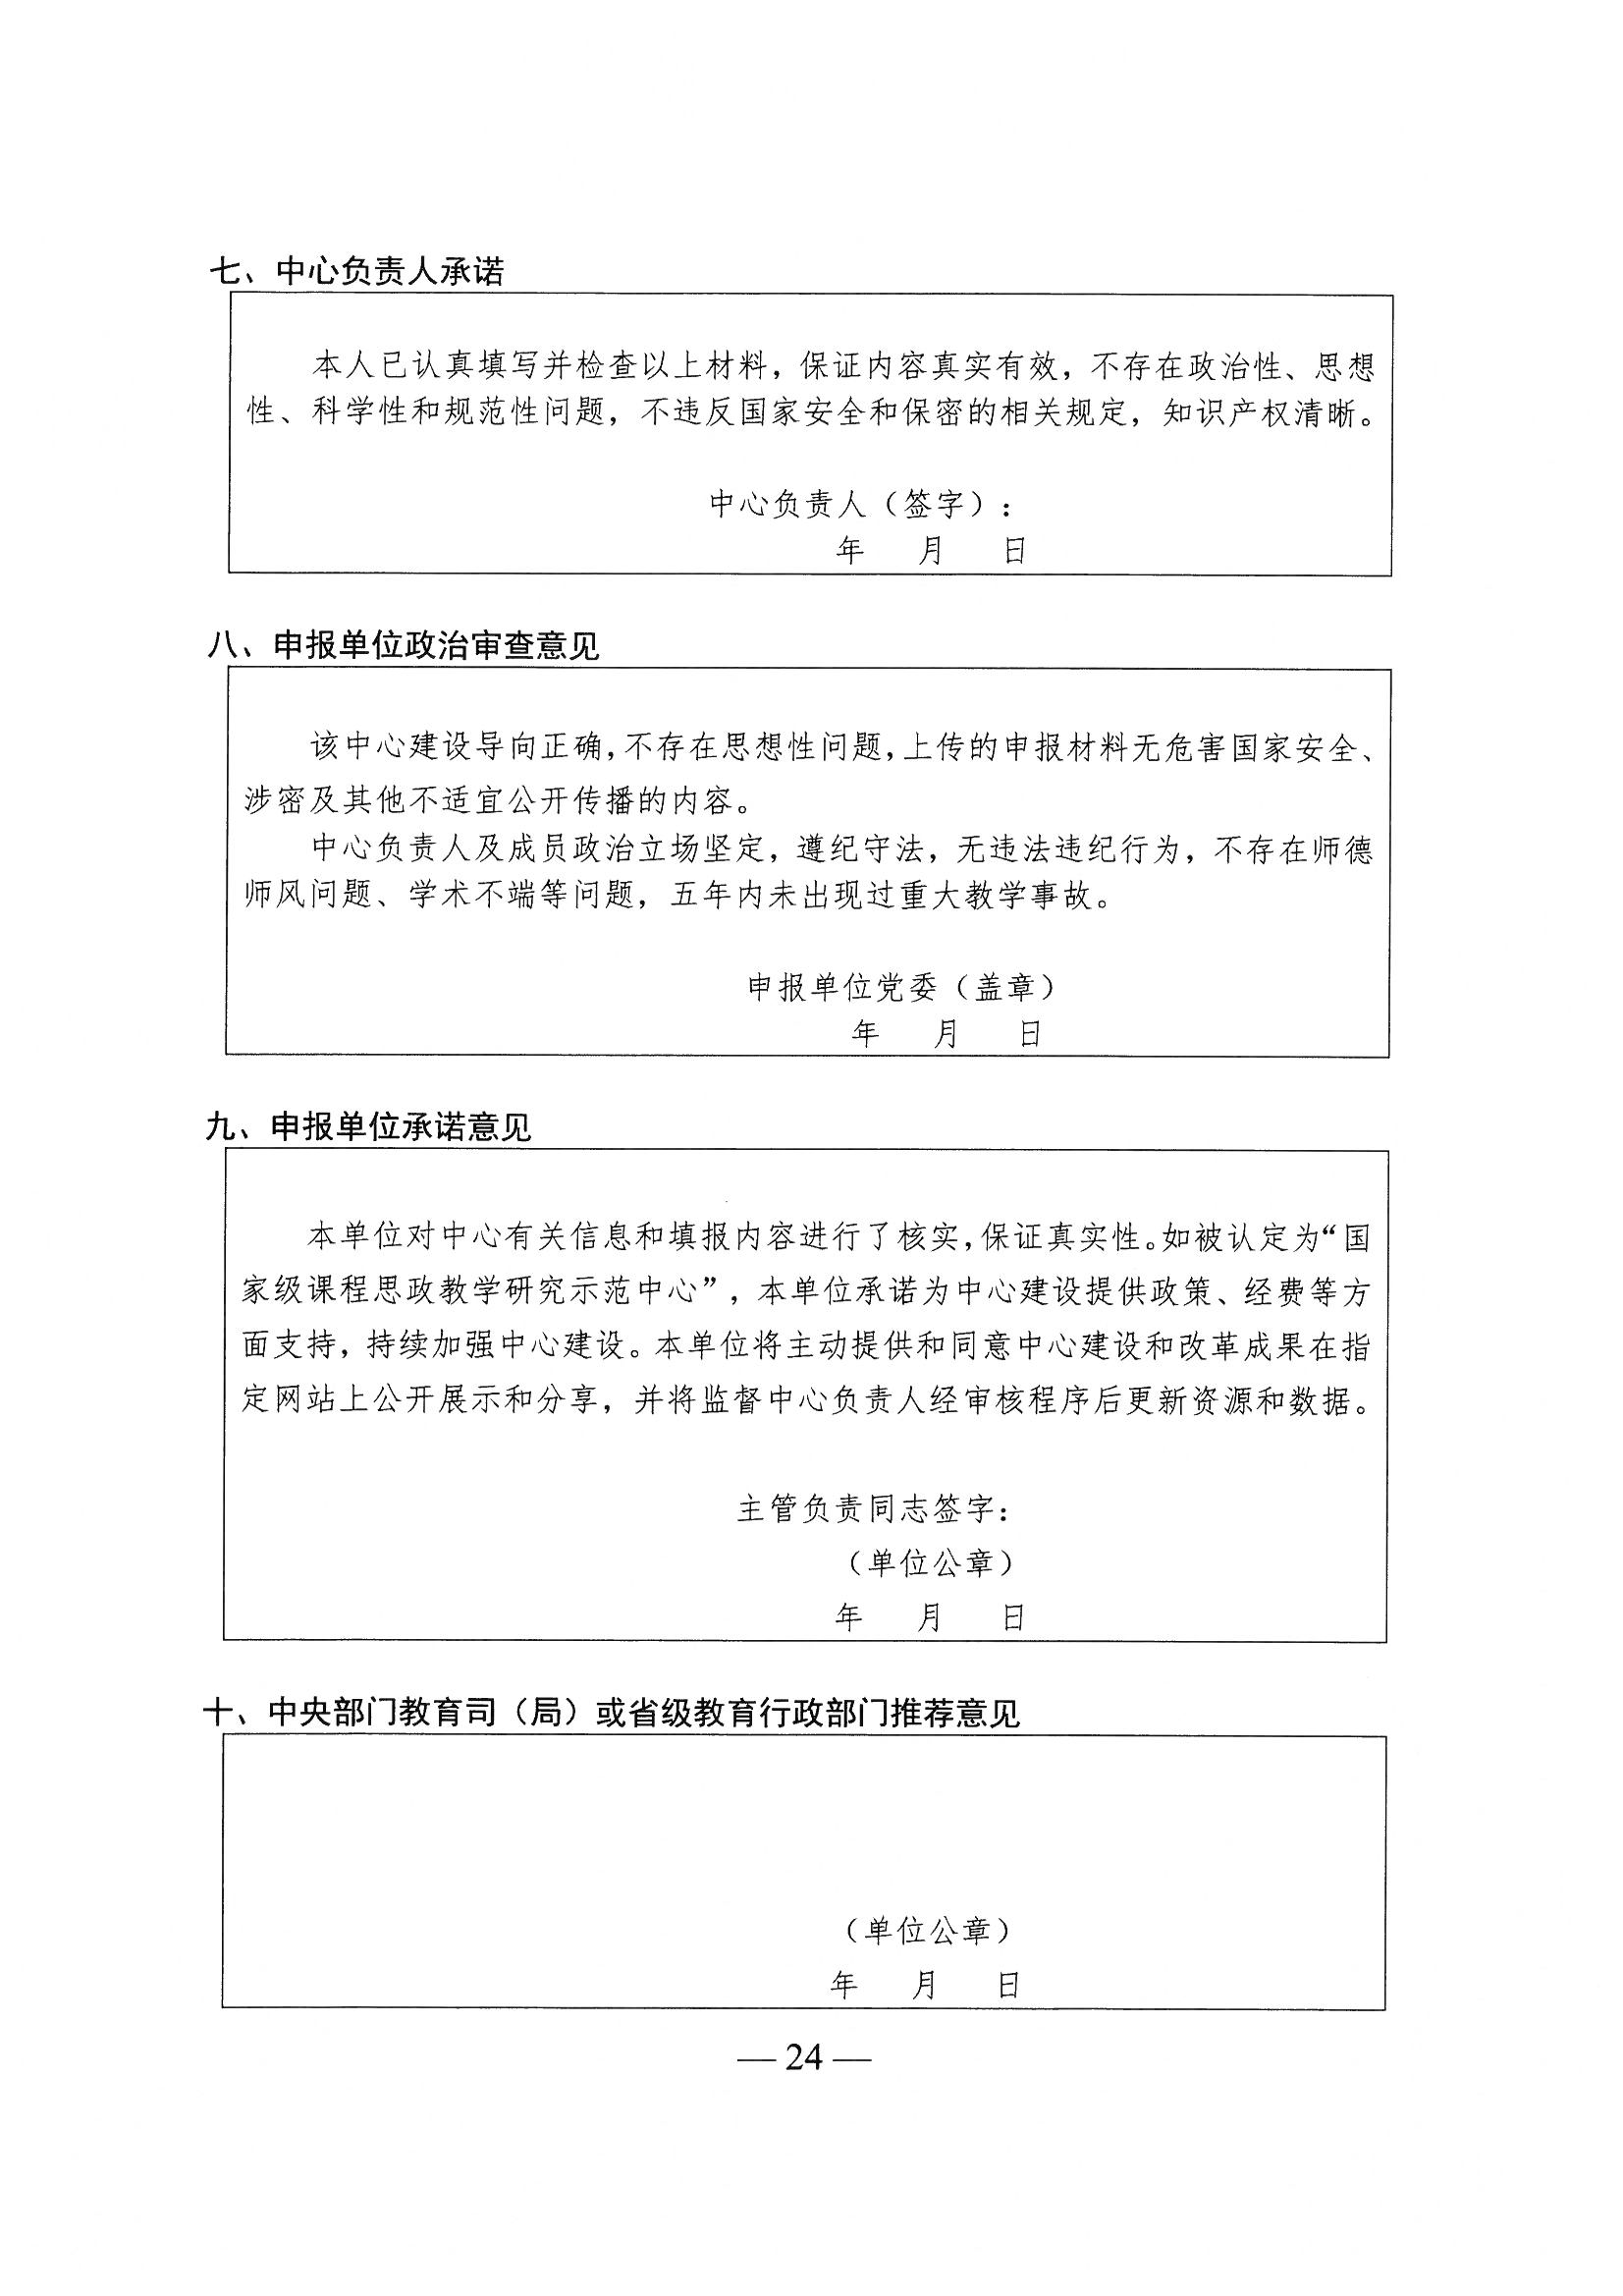 七、中心负责人承诺
本人已认真填写并检查以上材料，保证内容真实有效，不存在政治性、思想
性、科学性和规范性问题，不违反国家安全和保密的相关规定，知识产权清晰。
中心负责人（签字）：
年 月 日
八、申报单位政治审查意见
该中心建设导向正确，不存在思想性问题，上传的申报材料无危害国家安全、
涉密及其他不适宜公开传播的内容。
中心负责人及成员政治立场坚定，遵纪守法，无违法违纪行为，不存在师德
师风问题、学术不端等问题，五年内未出现过重大教学事故。
申报单位党委（盖章）
年 月 日
九、申报单位承诺意见
本单位对中心有关信息和填报内容进行了核实，保证真实性。如被认定为“国
家级课程思政教学研究示范中心”，本单位承诺为中心建设提供政策、经费等方
面支持，持续加强中心建设。本单位将主动提供和同意中心建设和改革成果在指
定网站上公开展示和分享，并将监督中心负责人经审核程序后更新资源和数据。
主管负责同志签字：
（单位公章）
年 月 日
十、中央部门教育司（局）或省级教育行政部门推荐意见
（单位公章）
年 月 日
— 24 —